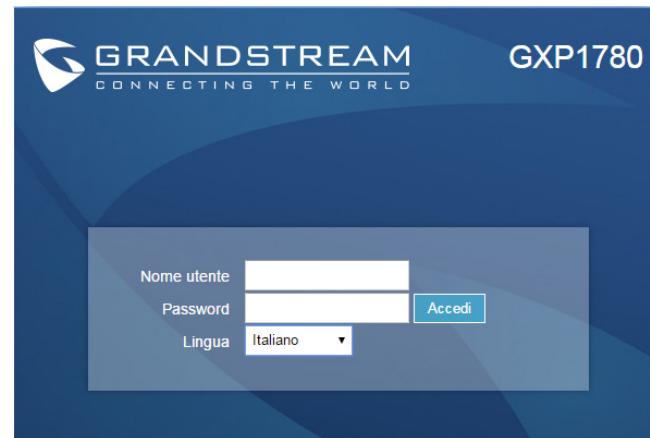 GRANDSTREAM
CONNECTING THE WORLD
GXP1780
Nome utente
Password
Accedi
Lingua
Italiano